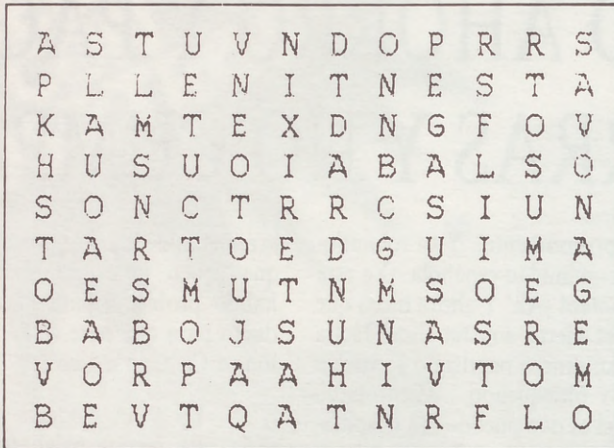 A S T U V N D O P R R S
P L L E N I T N E S T A
K A M T E X D N G F O V
H U S U O I A B A L S O
S O N C T R R C S I U N
T A R T O E D G U I M A
O E S M U T N M S O E G
B A B O J S U N A S R E
V O R P A A H I V T O M
B E V T Q A T N R F L O